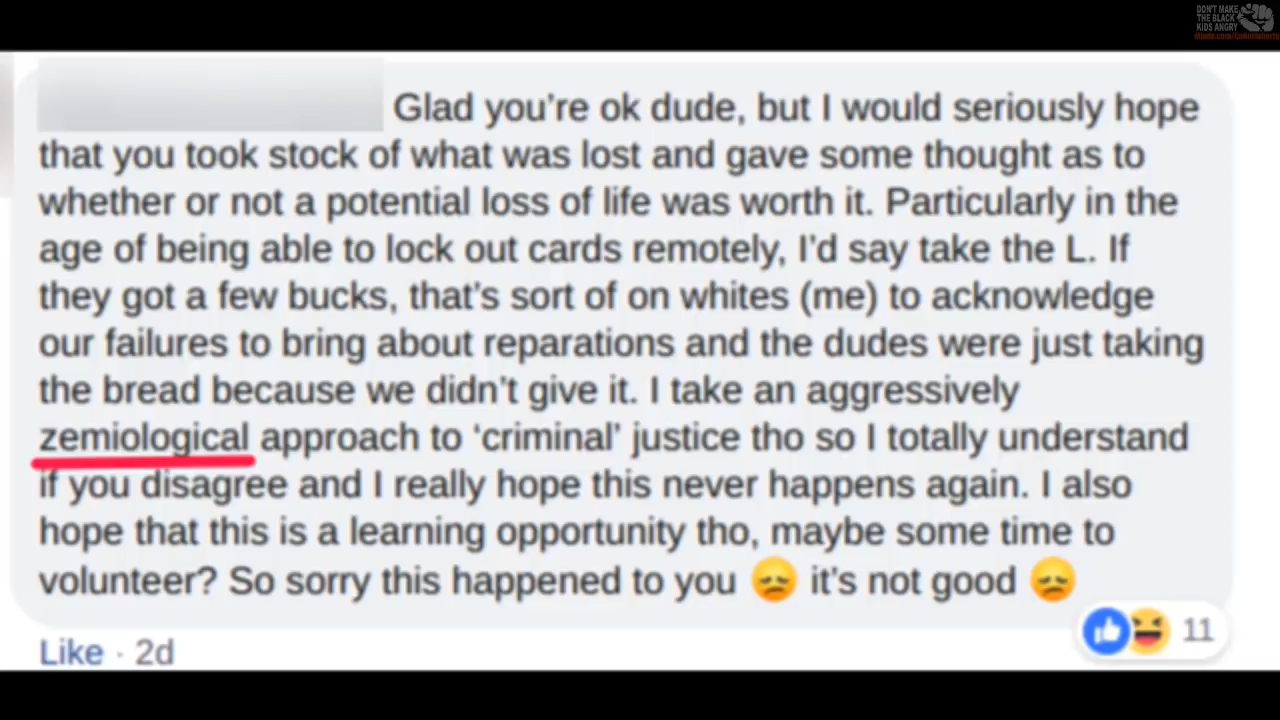 DON'T MAKE
THE BLACK
KIDS ANGRY
Glad you’re ok dude, but I would seriously hope
that you took stock of what was lost and gave some thought as to
whether or not a potential loss of life was worth it. Particularly in the
age of being able to lock out cards remotely, I’d say take the L. If
they got a few bucks, that’s sort of on whites (me) to acknowledge
our failures to bring about reparations and the dudes were just taking
the bread because we didn’t give it. I take an aggressively
zemiological approach to ‘criminal’ justice tho so I totally understand
if you disagree and I really hope this never happens again. I also
hope that this is a learning opportunity tho, maybe some time to
volunteer? So sorry this happened to you 😞 it’s not good 😞
11
Like · 2d